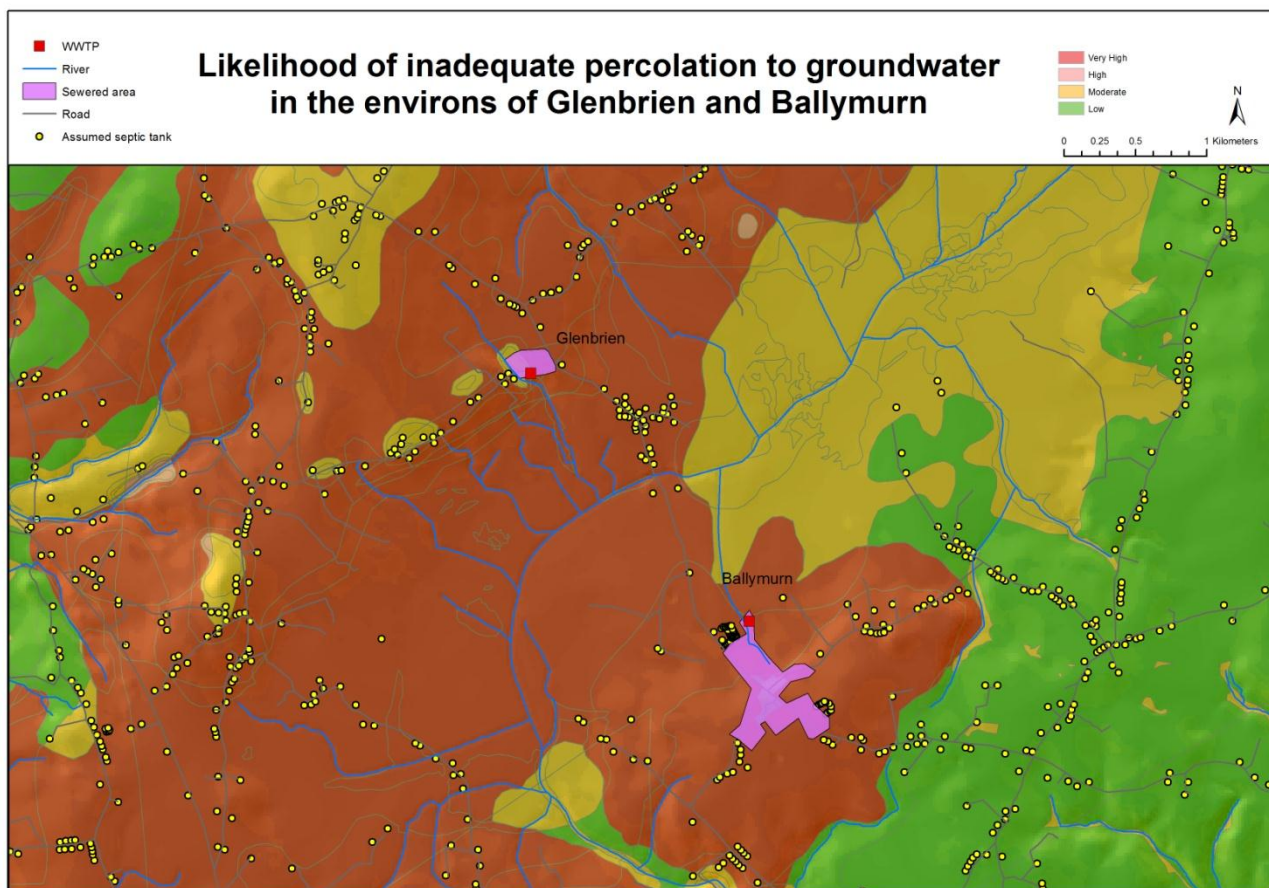 WWTP
River
Sewered area
Road
Assumed septic tank
Likelihood of inadequate percolation to groundwater
in the environs of Glenbrien and Ballymurn
Very High
High
Moderate
Low
N
0 0.25 0.5 1 Kilometers
Glenbrien
Ballymurn